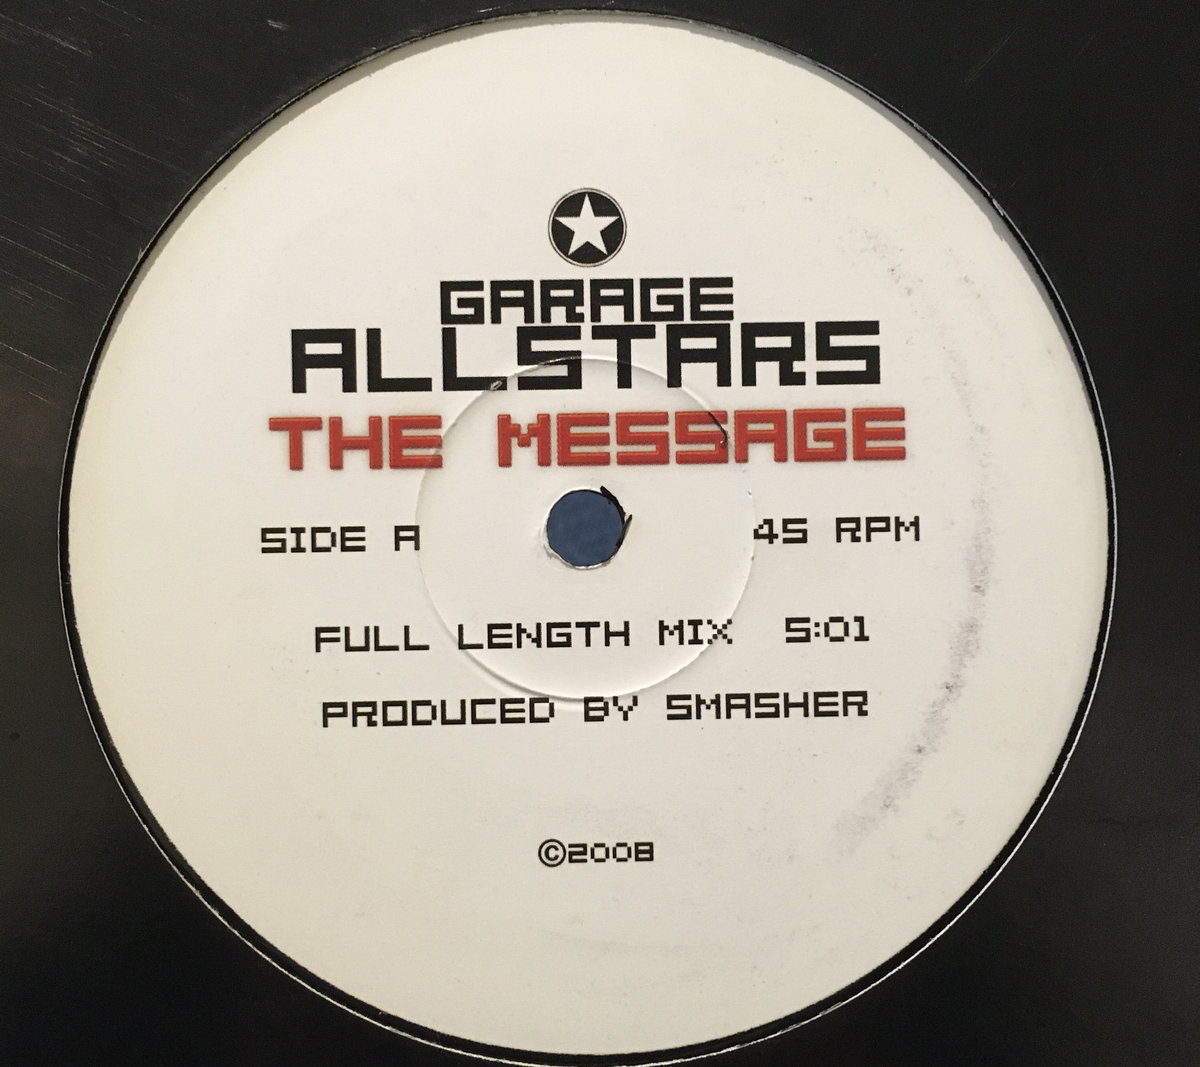 GARAGE
ALLSTARS
THE MESSAGE
SIDE A 45 RPM
FULL LENGTH MIX 5:01
PRODUCED BY SMASHER
©2008